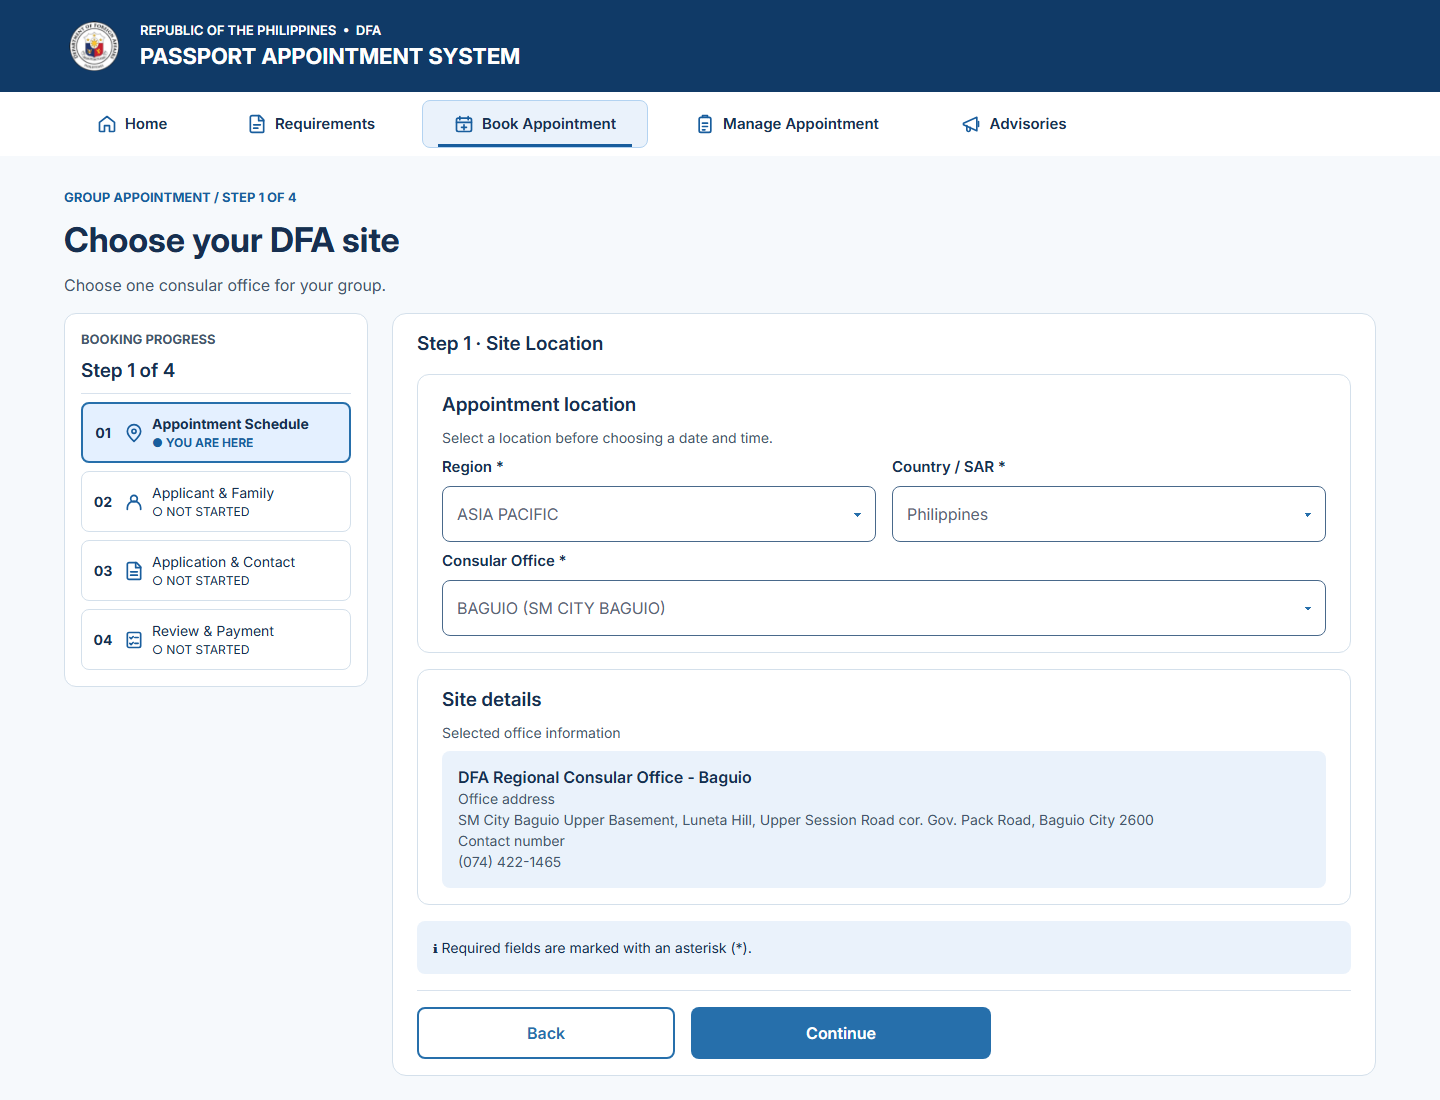 REPUBLIC OF THE PHILIPPINES • DFA
PASSPORT APPOINTMENT SYSTEM
Home
Requirements
Book Appointment
Manage Appointment
Advisories
GROUP APPOINTMENT / STEP 1 OF 4
Choose your DFA site
Choose one consular office for your group.
BOOKING PROGRESS
Step 1 of 4
01
Appointment Schedule
YOU ARE HERE
02
Applicant & Family
NOT STARTED
03
Application & Contact
NOT STARTED
04
Review & Payment
NOT STARTED
Step 1 · Site Location
Appointment location
Select a location before choosing a date and time.
Region *
Country / SAR *
ASIA PACIFIC
Philippines
Consular Office *
BAGUIO (SM CITY BAGUIO)
Site details
Selected office information
DFA Regional Consular Office - Baguio
Office address
SM City Baguio Upper Basement, Luneta Hill, Upper Session Road cor. Gov. Pack Road, Baguio City 2600
Contact number
(074) 422-1465
ℹ Required fields are marked with an asterisk (*).
Back
Continue